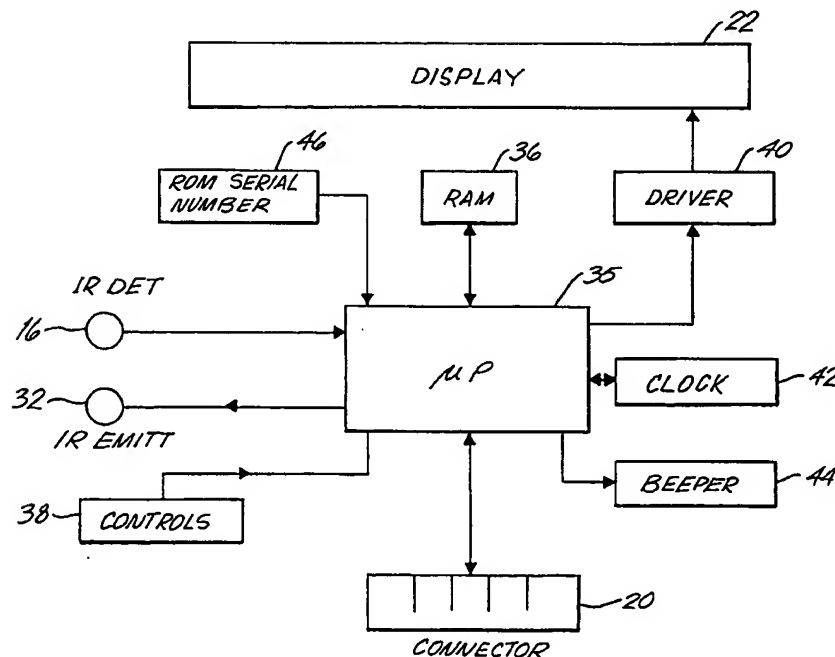 22
DISPLAY
46
ROM SERIAL
NUMBER
36
RAM
40
DRIVER
IR DET
16
35
μP
32
IR EMITT
CLOCK
42
38
CONTROLS
BEEPER
44
20
CONNECTOR